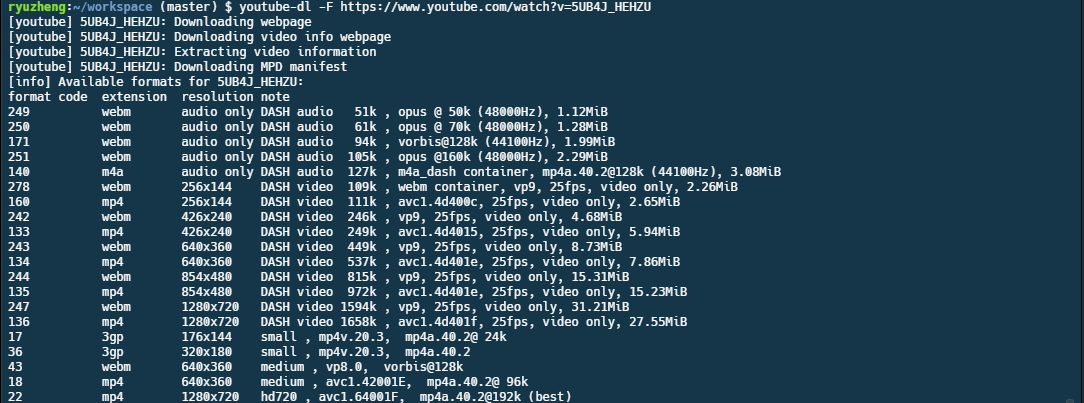 ryuzheng:~/workspace (master) $ youtube-dl -F https://www.youtube.com/watch?v=5UB4J_HEHZU
[youtube] 5UB4J_HEHZU: Downloading webpage
[youtube] 5UB4J_HEHZU: Downloading video info webpage
[youtube] 5UB4J_HEHZU: Extracting video information
[youtube] 5UB4J_HEHZU: Downloading MPD manifest
[info] Available formats for 5UB4J_HEHZU:
format code  extension  resolution note
249          webm       audio only DASH audio   51k , opus @ 50k (48000Hz), 1.12MiB
250          webm       audio only DASH audio   61k , opus @ 70k (48000Hz), 1.28MiB
171          webm       audio only DASH audio   94k , vorbis@128k (44100Hz), 1.99MiB
251          webm       audio only DASH audio  105k , opus @160k (48000Hz), 2.29MiB
140          m4a        audio only DASH audio  127k , m4a_dash container, mp4a.40.2@128k (44100Hz), 3.08MiB
278          webm       256x144    DASH video  109k , webm container, vp9, 25fps, video only, 2.26MiB
160          mp4        256x144    DASH video  111k , avc1.4d400c, 25fps, video only, 2.65MiB
242          webm       426x240    DASH video  246k , vp9, 25fps, video only, 4.68MiB
133          mp4        426x240    DASH video  249k , avc1.4d4015, 25fps, video only, 5.94MiB
243          webm       640x360    DASH video  449k , vp9, 25fps, video only, 8.73MiB
134          mp4        640x360    DASH video  537k , avc1.4d401e, 25fps, video only, 7.86MiB
244          webm       854x480    DASH video  815k , vp9, 25fps, video only, 15.31MiB
135          mp4        854x480    DASH video  972k , avc1.4d401e, 25fps, video only, 15.23MiB
247          webm       1280x720   DASH video 1594k , vp9, 25fps, video only, 31.21MiB
136          mp4        1280x720   DASH video 1658k , avc1.4d401f, 25fps, video only, 27.55MiB
17           3gp        176x144    small , mp4v.20.3,  mp4a.40.2@ 24k
36           3gp        320x180    small , mp4v.20.3,  mp4a.40.2
43           webm       640x360    medium , vp8.0,  vorbis@128k
18           mp4        640x360    medium , avc1.42001E,  mp4a.40.2@ 96k
22           mp4        1280x720   hd720 , avc1.64001F,  mp4a.40.2@192k (best)